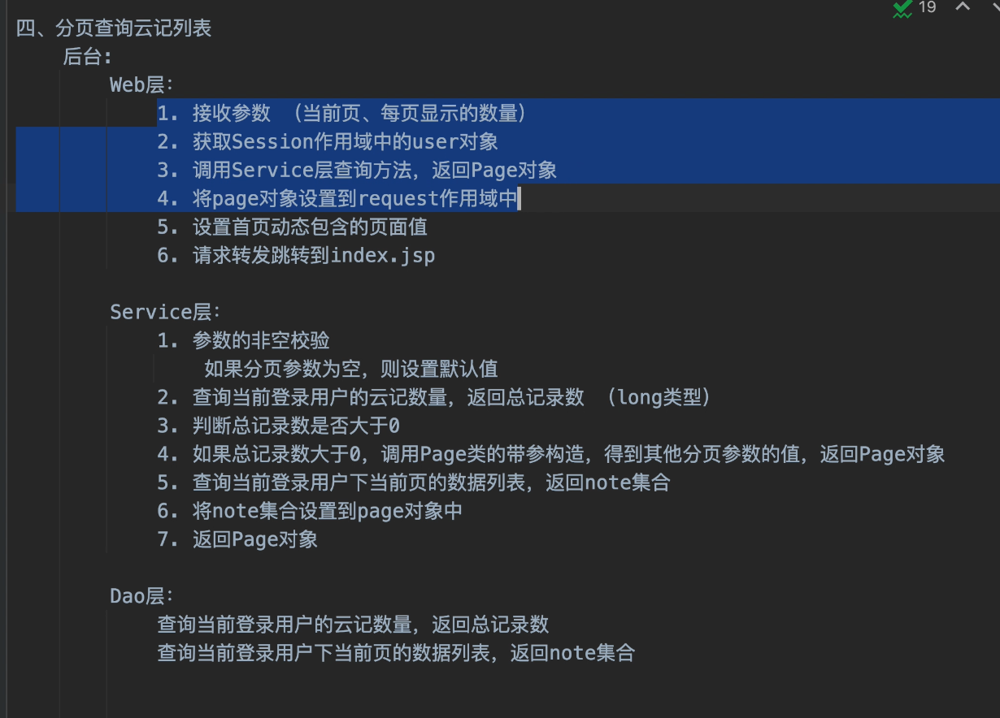 19
四、分页查询云记列表
后台:
Web层:
1. 接收参数 （当前页、每页显示的数量）
2. 获取Session作用域中的user对象
3. 调用Service层查询方法，返回Page对象
4. 将page对象设置到request作用域中
5. 设置首页动态包含的页面值
6. 请求转发跳转到index.jsp
Service层:
1. 参数的非空校验
如果分页参数为空，则设置默认值
2. 查询当前登录用户的云记数量，返回总记录数 （long类型）
3. 判断总记录数是否大于0
4. 如果总记录数大于0，调用Page类的带参构造，得到其他分页参数的值，返回Page对象
5. 查询当前登录用户下当前页的数据列表，返回note集合
6. 将note集合设置到page对象中
7. 返回Page对象
Dao层:
查询当前登录用户的云记数量，返回总记录数
查询当前登录用户下当前页的数据列表，返回note集合